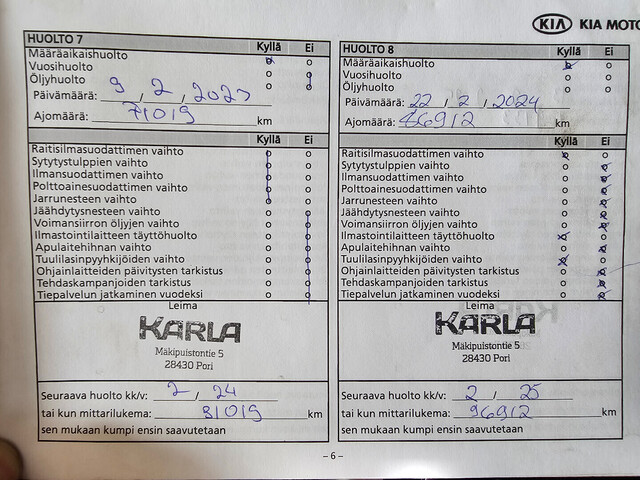 KIA KIA MOTO
HUOLTO 7 Kyllä Ei
Määräaikaishuolto
Vuosihuolto
Öljyhuolto
Päivämäärä: 9 / 2 / 2023
Ajomäärä: 71019 km
Kyllä Ei
Raitisilmasuodattimen vaihto
Sytytystulppien vaihto
Ilmansuodattimen vaihto
Polttoainesuodattimen vaihto
Jarrunesteen vaihto
Jäähdytysnesteen vaihto
Voimansiirron öljyjen vaihto
Ilmastointilaitteen täyttöhuolto
Apulaitehihnan vaihto
Tuulilasinpyyhkijöiden vaihto
Ohjainlaitteiden päivitysten tarkistus
Tehdaskampanjoiden tarkistus
Tiepalvelun jatkaminen vuodeksi
Leima
KARLA
Mäkipuistontie 5
28430 Pori
Seuraava huolto kk/v: 2 / 24
tai kun mittarilukema: 81019 km
sen mukaan kumpi ensin saavutetaan
HUOLTO 8 Kyllä Ei
Määräaikaishuolto
Vuosihuolto
Öljyhuolto
Päivämäärä: 22 / 2 / 2024
Ajomäärä: 86912 km
Kyllä Ei
Raitisilmasuodattimen vaihto
Sytytystulppien vaihto
Ilmansuodattimen vaihto
Polttoainesuodattimen vaihto
Jarrunesteen vaihto
Jäähdytysnesteen vaihto
Voimansiirron öljyjen vaihto
Ilmastointilaitteen täyttöhuolto
Apulaitehihnan vaihto
Tuulilasinpyyhkijöiden vaihto
Ohjainlaitteiden päivitysten tarkistus
Tehdaskampanjoiden tarkistus
Tiepalvelun jatkaminen vuodeksi
Leima
KARLA
Mäkipuistontie 5
28430 Pori
Seuraava huolto kk/v: 2 / 25
tai kun mittarilukema: 96912 km
sen mukaan kumpi ensin saavutetaan
– 6 –